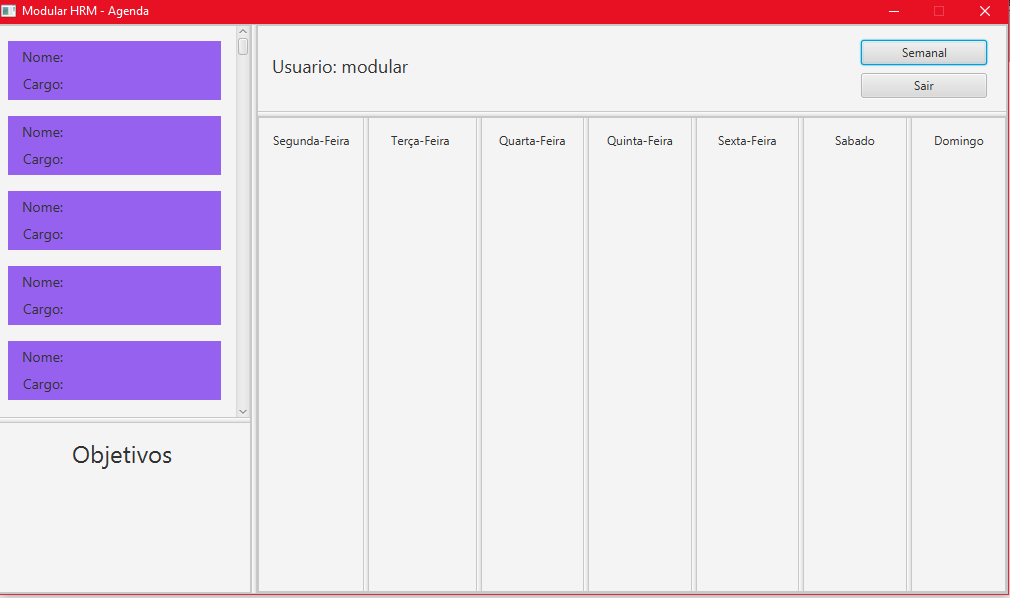 Modular HRM - Agenda
Nome:
Cargo:
Nome:
Cargo:
Nome:
Cargo:
Nome:
Cargo:
Nome:
Cargo:
Objetivos
Usuario: modular
Semanal
Sair
Segunda-Feira
Terça-Feira
Quarta-Feira
Quinta-Feira
Sexta-Feira
Sabado
Domingo